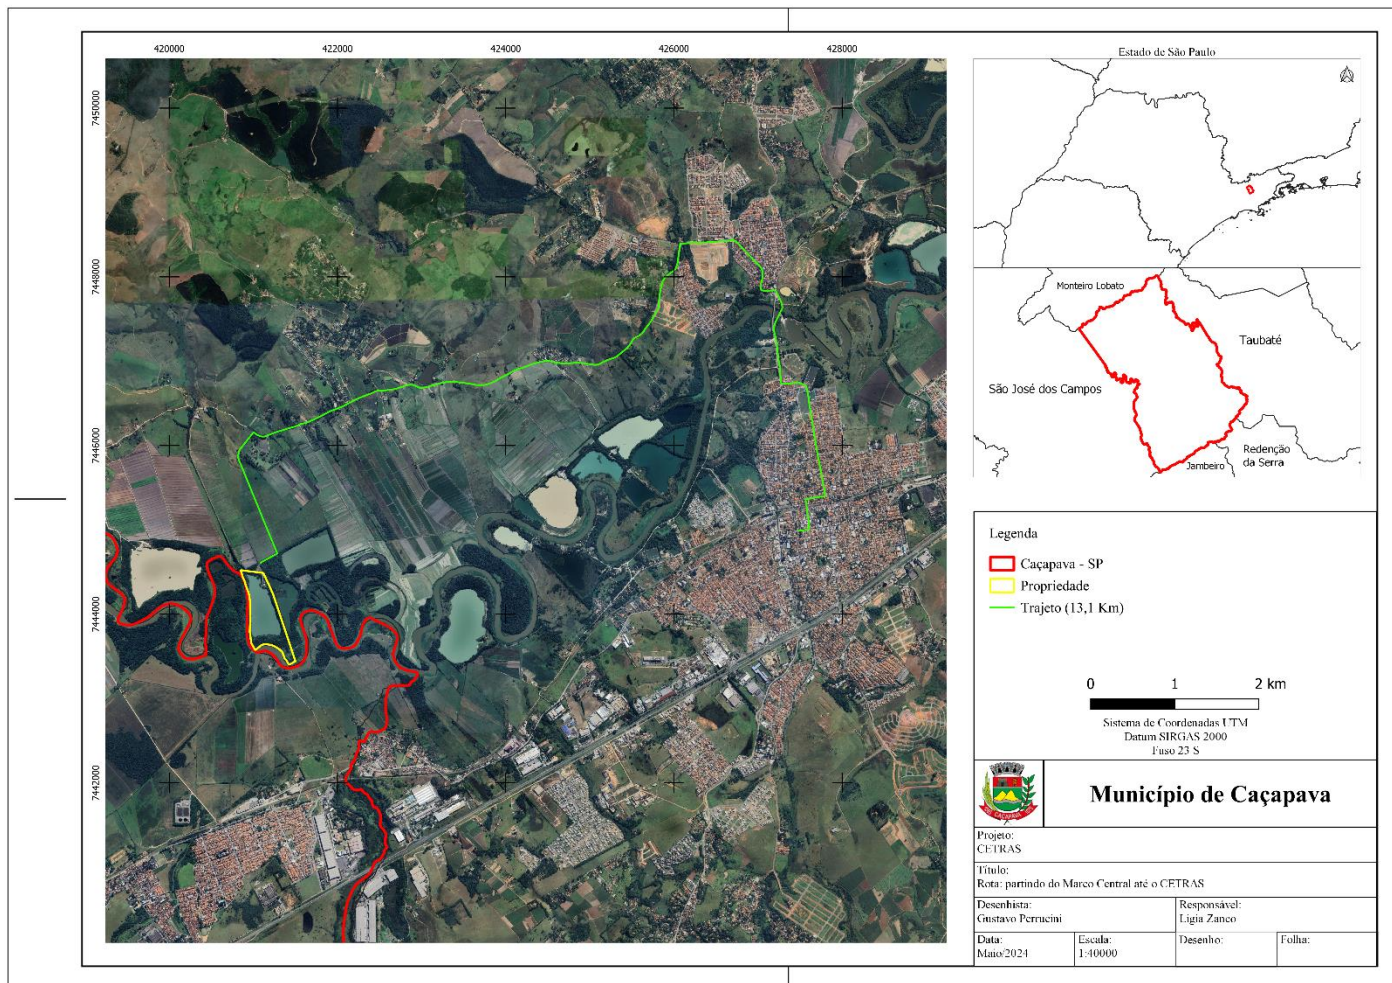 420000
422000
424000
426000
428000
7450000
7448000
7446000
7444000
7442000
Estado de São Paulo
Monteiro Lobato
Taubaté
São José dos Campos
Redenção
da Serra
Jambeiro
Legenda
Caçapava - SP
Propriedade
Trajeto (13,1 Km)
0 1 2 km
Sistema de Coordenadas UTM
Datum SIRGAS 2000
Fuso 23 S
CAÇAPAVA
Município de Caçapava
Projeto:
CETRAS
Título:
Rota: partindo do Marco Central até o CETRAS
Desenhista:
Gustavo Perrucini
Responsável:
Ligia Zanco
Data:
Maio/2024
Escala:
1:40000
Desenho:
Folha: